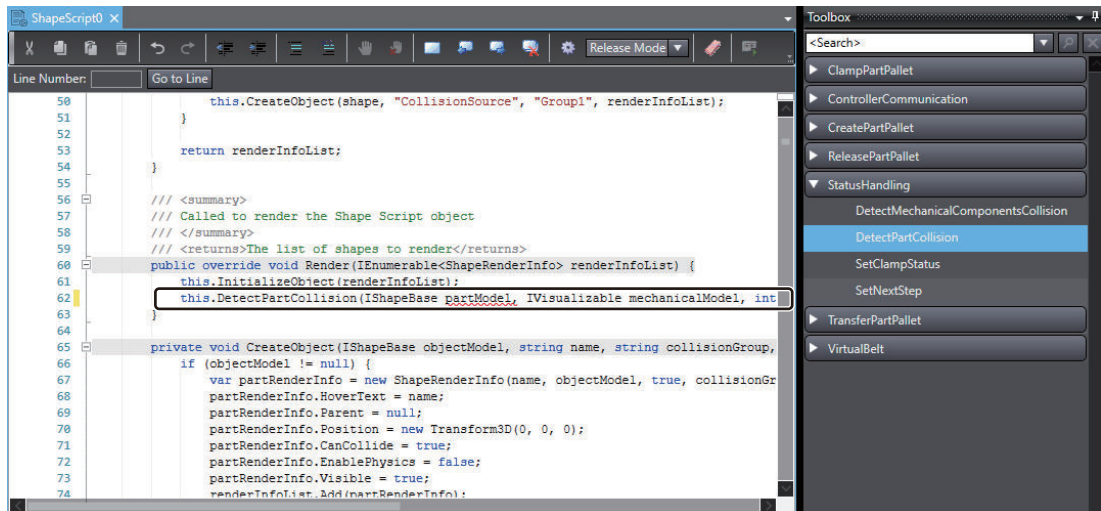 ShapeScript0
Release Mode
Line Number:
Go to Line
50 this.CreateObject(shape, "CollisionSource", "Group1", renderInfoList);
51 }
52
53 return renderInfoList;
54 }
55
56 /// <summary>
57 /// Called to render the Shape Script object
58 /// </summary>
59 /// <returns>The list of shapes to render</returns>
60 public override void Render(IEnumerable<ShapeRenderInfo> renderInfoList) {
61 this.InitializeObject(renderInfoList);
62 this.DetectPartCollision(IShapeBase partModel, IVisualizable mechanicalModel, int
63 }
64
65 private void CreateObject(IShapeBase objectModel, string name, string collisionGroup,
66 if (objectModel != null) {
67 var partRenderInfo = new ShapeRenderInfo(name, objectModel, true, collisionGr
68 partRenderInfo.HoverText = name;
69 partRenderInfo.Parent = null;
70 partRenderInfo.Position = new Transform3D(0, 0, 0);
71 partRenderInfo.CanCollide = true;
72 partRenderInfo.EnablePhysics = false;
73 partRenderInfo.Visible = true;
74 renderInfoList.Add(partRenderInfo);
Toolbox
<Search>
ClampPartPallet
ControllerCommunication
CreatePartPallet
ReleasePartPallet
StatusHandling
DetectMechanicalComponentsCollision
DetectPartCollision
SetClampStatus
SetNextStep
TransferPartPallet
VirtualBelt